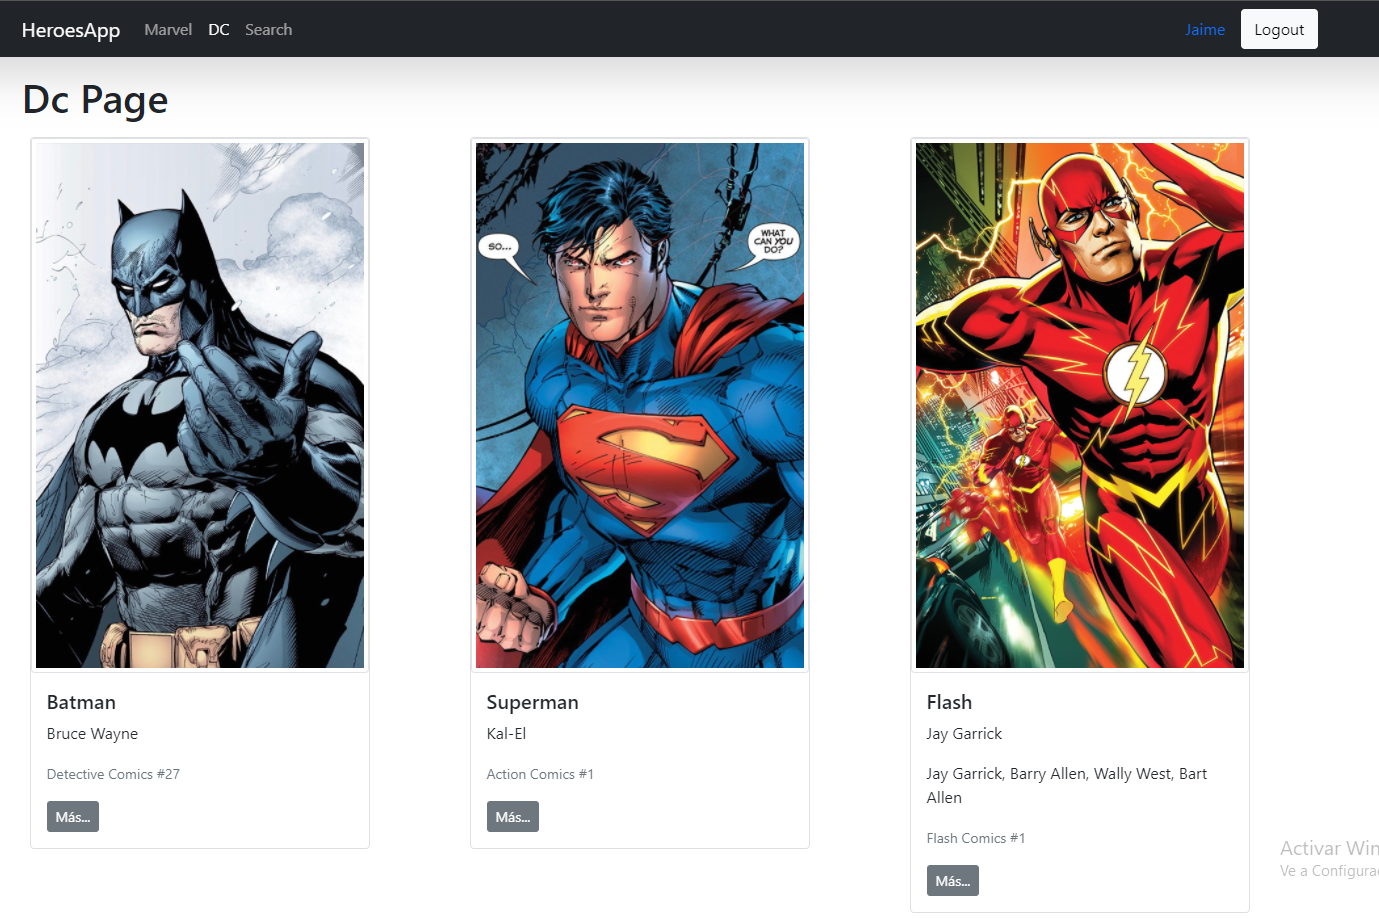 HeroesApp Marvel DC Search Jaime Logout
Dc Page
SO...
WHAT
CAN YOU
DO?
Batman
Bruce Wayne
Detective Comics #27
Más...
Superman
Kal-El
Action Comics #1
Más...
Flash
Jay Garrick
Jay Garrick, Barry Allen, Wally West, Bart
Allen
Flash Comics #1
Más...
Activar Win
Ve a Configura